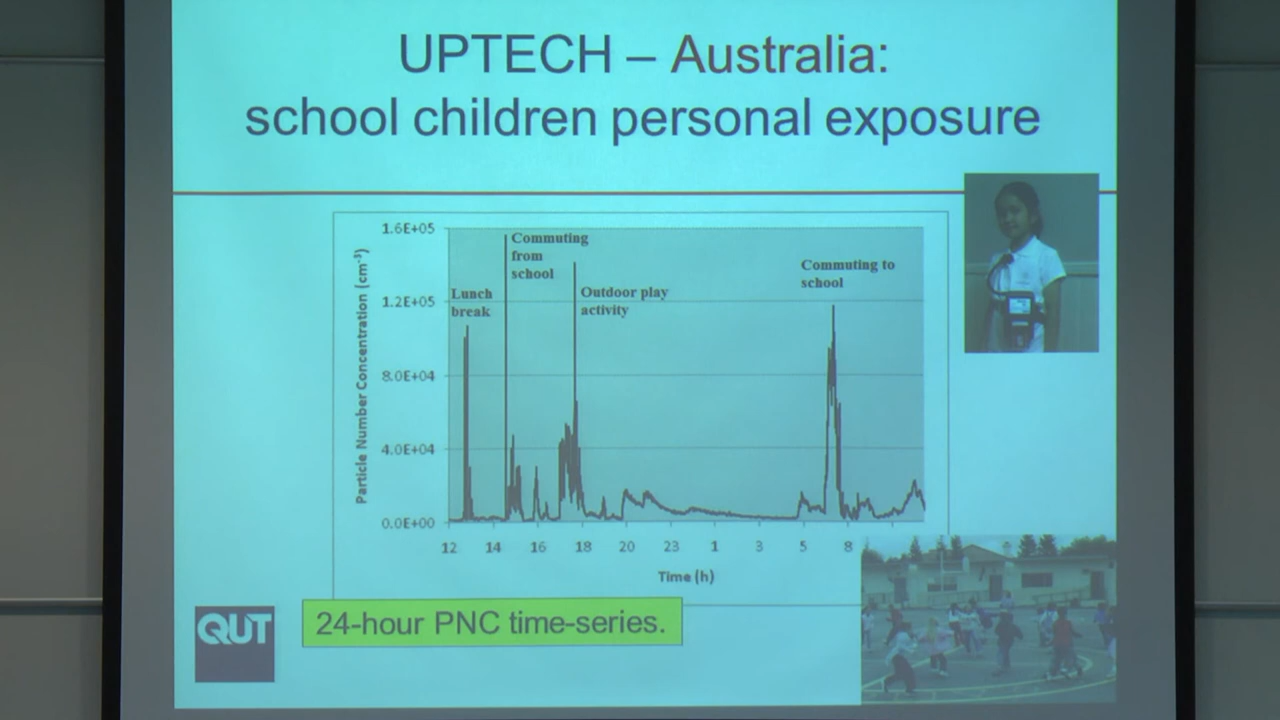 UPTECH – Australia:
school children personal exposure
Particle Number Concentration (cm-3)
1.6E+05
1.2E+05
8.0E+04
4.0E+04
0.0E+00
Lunch
break
Commuting
from
school
Outdoor play
activity
Commuting to
school
12 14 16 18 20 23 1 3 5 8
Time (h)
QUT
24-hour PNC time-series.